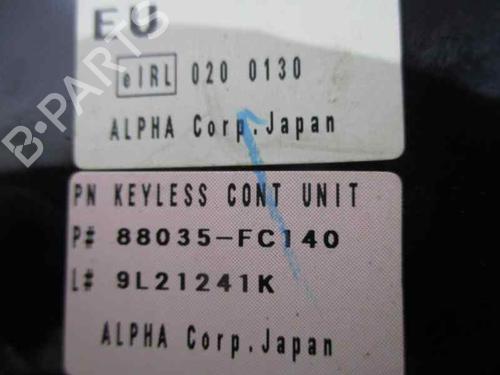 EU
eIRL 020 0130
ALPHA Corp.Japan
PN KEYLESS CONT UNIT
P# 88035-FC140
L# 9L21241K
ALPHA Corp.Japan
B-PARTS